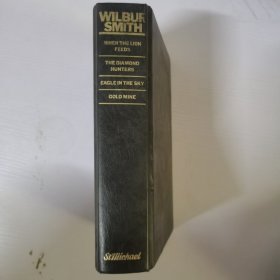 WILBUR
SMITH
WHEN THE LION
FEEDS
THE DIAMOND
HUNTERS
EAGLE IN THE SKY
GOLD MINE
StMichael